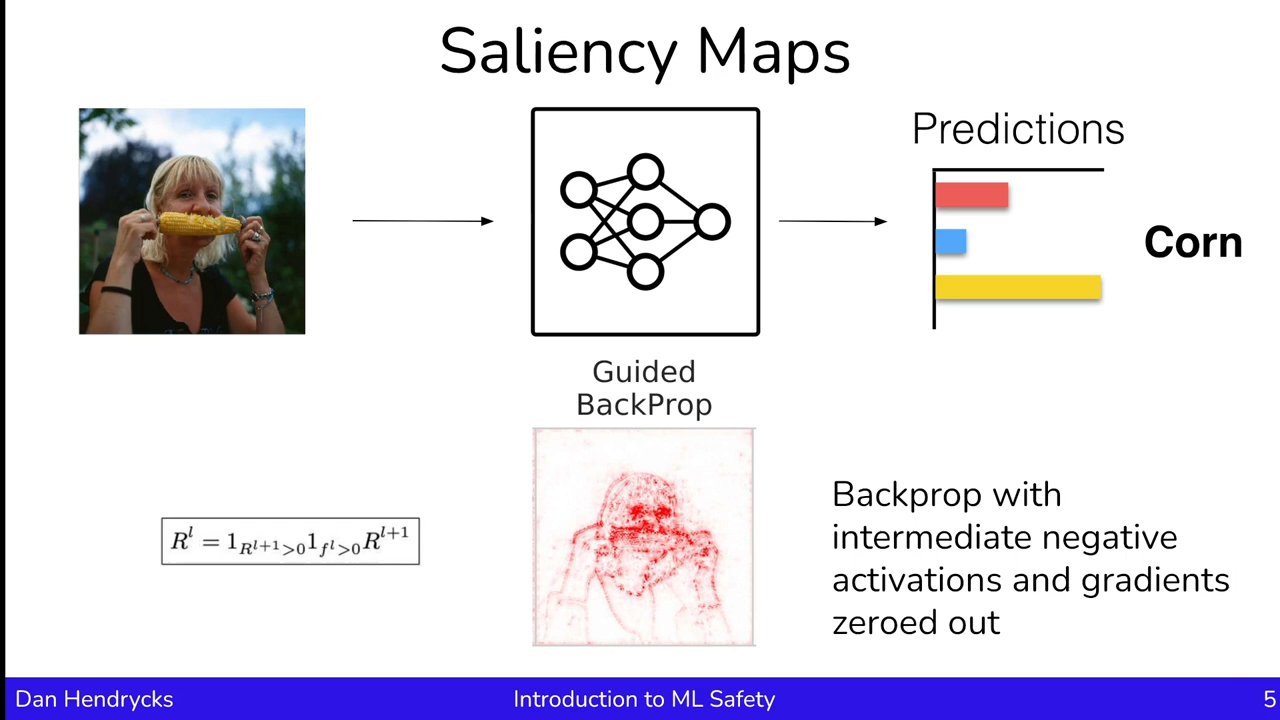 Saliency Maps
Predictions
Corn
Guided
BackProp
R^l = 1_{R^{l+1}>0} 1_{f^l>0} R^{l+1}
Backprop with
intermediate negative
activations and gradients
zeroed out
Dan Hendrycks
Introduction to ML Safety
5